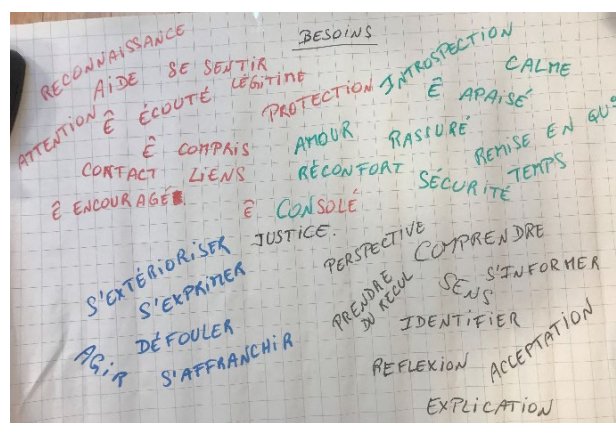 BESOINS
RECONNAISSANCE
AIDE SE SENTIR
LÉGITIME
ATTENTION
Ê ÉCOUTÉ
Ê COMPRIS
CONTACT LIENS
Ê ENCOURAGÉ
PROTECTION
Ê CONSOLÉ
INTROSPECTION
CALME
Ê APAISÉ
AMOUR RASSURÉ
RÉCONFORT
REMISE EN QU°
SÉCURITÉ
TEMPS
JUSTICE.
S'EXTÉRIORISER
S'EXPRIMER
DÉFOULER
AGIR
S'AFFRANCHIR
PERSPECTIVE
COMPRENDRE
PRENDRE
DU RECUL
SENS
S'INFORMER
IDENTIFIER
REFLEXION
ACCEPTATION
EXPLICATION